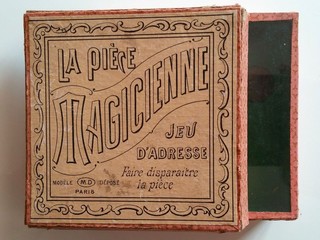 LA PIÈCE
MAGICIENNE
JEU
D'ADRESSE
Faire disparaître
la pièce
MODÈLE M.D DÉPOSÉ
PARIS